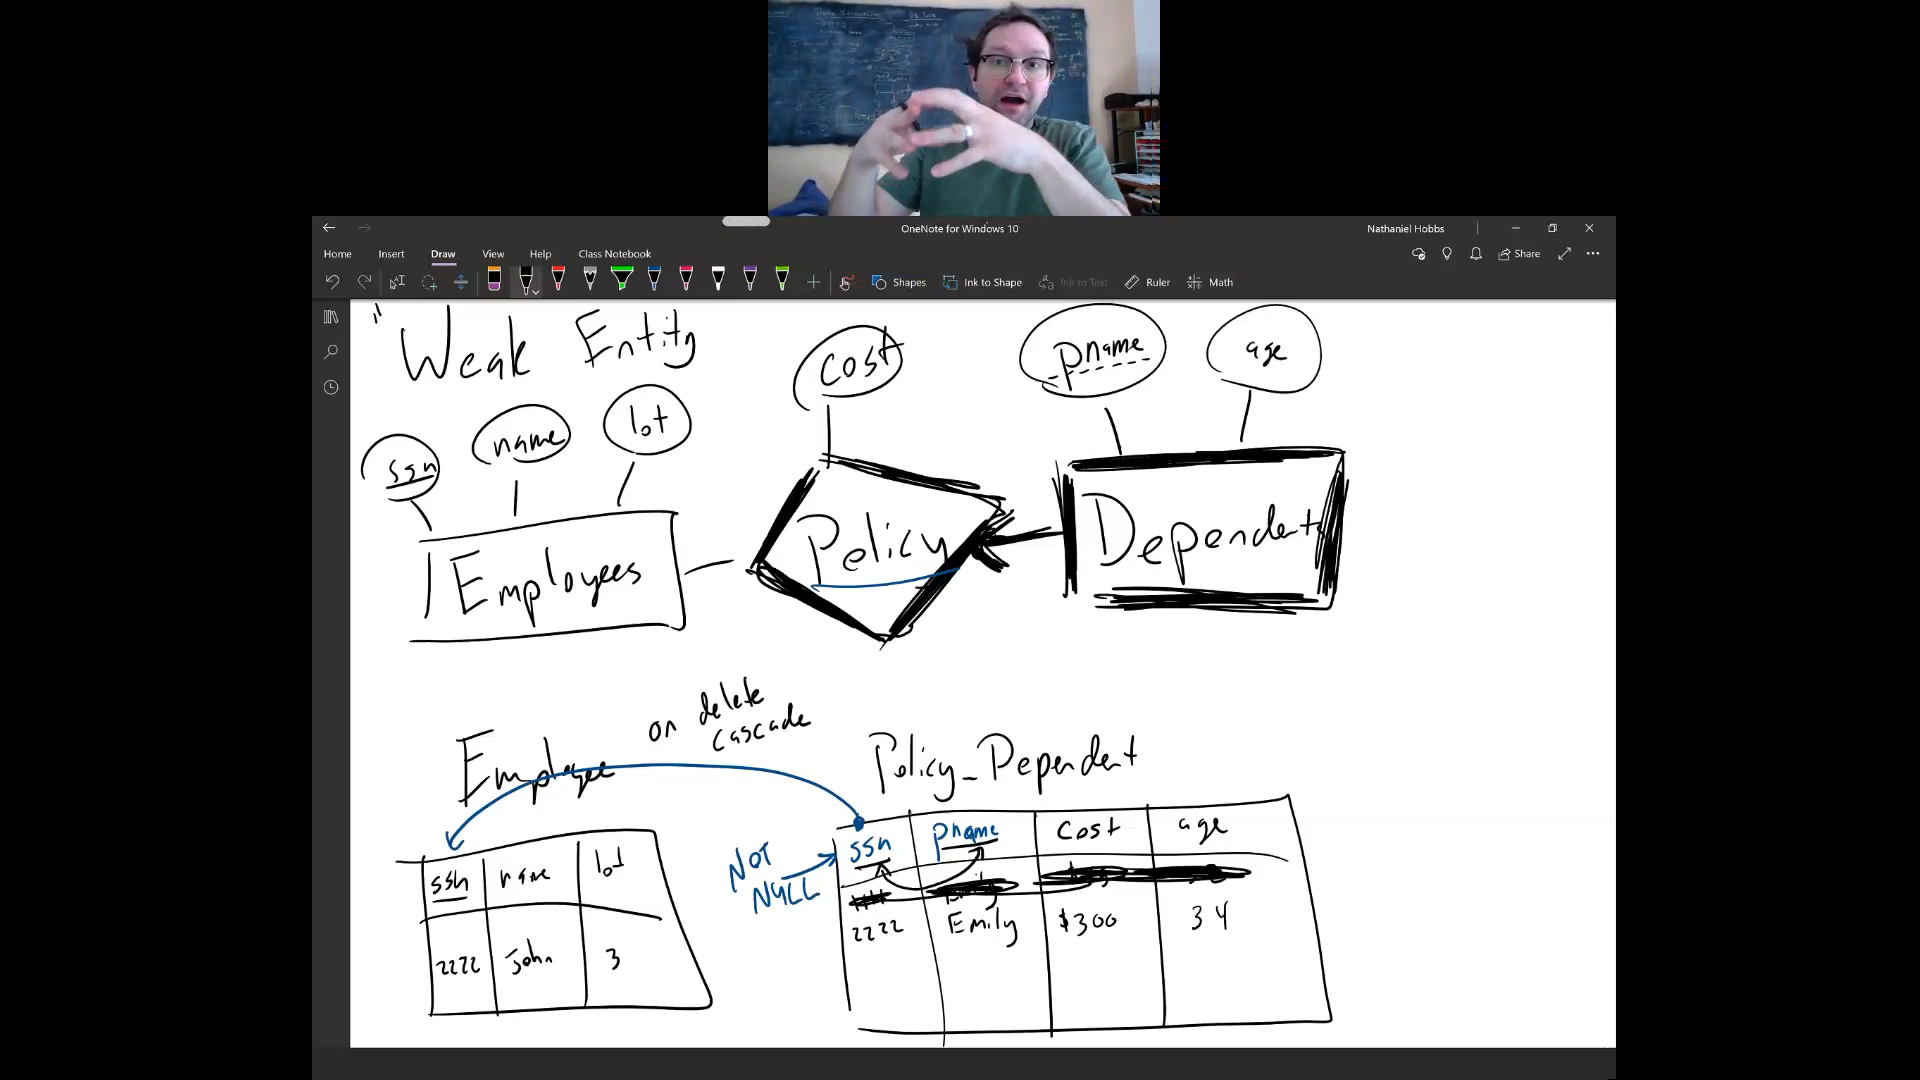 OneNote for Windows 10
Nathaniel Hobbs
Home Insert Draw View Help Class Notebook
Share
Shapes Ink to Shape Ink to Text Ruler Math
"Weak Entity
cost
pname
age
ssn
name
lot
Employees
Policy
Dependents
on delete
cascade
Employee
Policy_Dependent
ssn name lot
2222 John 3
NOT
NULL
ssn pname cost age
Emily
2222 Emily $300 34